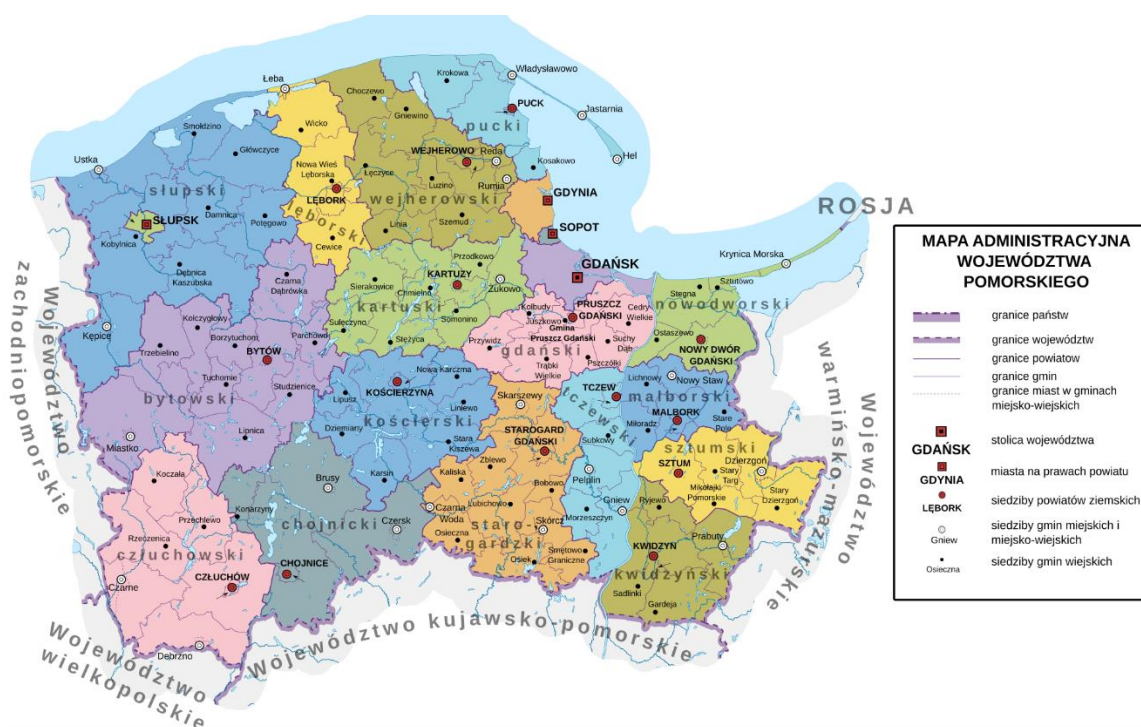 Łeba
Choczewo
Krokowa
Władysławowo
Gniewino
PUCK
Jastarnia
pucki
Wicko
Smołdzino
Główczyce
Ustka
WEJHEROWO
Reda
Kosakowo
Hel
Nowa Wieś
Lęborska
Łęczyce
Luzino
Rumia
słupski
LĘBORK
wejherowski
GDYNIA
Damnica
Potęgowo
lęborski
Szemud
SŁUPSK
Linia
SOPOT
ROSJA
Kobylnica
Cewice
Przodkowo
GDAŃSK
Krynica Morska
Dębnica
Kaszubska
Czarna
Dąbrówka
Sierakowice
KARTUZY
Chmielno
Żukowo
Stegna
Sztutowo
nowodworski
kartuski
Kolbudy
PRUSZCZ
GDAŃSKI
Cedry
Wielkie
Kołczygłowy
Sulęczyno
Somonino
Juszkowo
Gmina
Pruszcz Gdański
Ostaszewo
Kępice
Trzebielino
Borzytuchom
Parchowo
Stężyca
Przywidz
gdański
Suchy
Dąb
NOWY DWÓR
GDAŃSKI
BYTÓW
Trąbki
Wielkie
Pszczółki
Tuchomie
Studzienice
Nowa Karczma
KOŚCIERZYNA
TCZEW
Lichnowy
Nowy Staw
bytowski
Lipusz
Liniewo
Skarszewy
tczewski
malborski
MALBORK
Lipnica
Dziemiany
kościerski
Miłoradz
Stare
Pole
Miastko
Stara
Kiszewa
STAROGARD
GDAŃSKI
Subkowy
sztumski
Koczała
Brusy
Karsin
Kaliska
Zblewo
Pelplin
SZTUM
Dzierzgoń
Stary
Targ
Bobowo
Mikołajki
Pomorskie
Stary
Dzierzgoń
Konarzyny
Czarna
Woda
Lubichowo
Gniew
Ryjewo
Przechlewo
chojnicki
Czersk
Osieczna
staro-
gardzki
Skórcz
Morzeszczyn
Prabuty
Rzeczenica
człuchowski
CHOJNICE
Osiek
Smętowo
Graniczne
KWIDZYN
kwidzyński
Czarne
CZŁUCHÓW
Sadlinki
Gardeja
Debrzno
Województwo
zachodniopomorskie
Województwo
wielkopolskie
Województwo kujawsko-pomorskie
Województwo
warmińsko-mazurskie
MAPA ADMINISTRACYJNA
WOJEWÓDZTWA
POMORSKIEGO
granice państw
granice województw
granice powiatow
granice gmin
granice miast w gminach
miejsko-wiejskich
GDAŃSK
stolica województwa
GDYNIA
miasta na prawach powiatu
LĘBORK
siedziby powiatów ziemskich
Gniew
siedziby gmin miejskich i
miejsko-wiejskich
Osieczna
siedziby gmin wiejskich